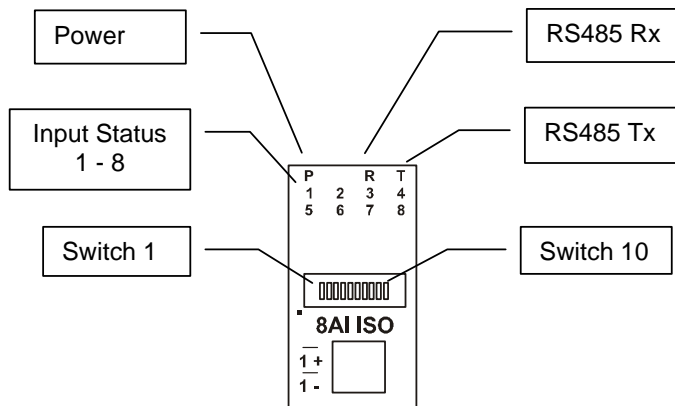 Power
RS485 Rx
Input Status
1 - 8
RS485 Tx
P R T
1 2 3 4
5 6 7 8
Switch 1
Switch 10
8AI ISO
1 +
1 -